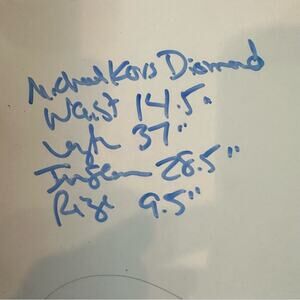 Michael Kors Diamond
Waist 14.5"
Length 37"
Inseam 28.5"
Rise 9.5"